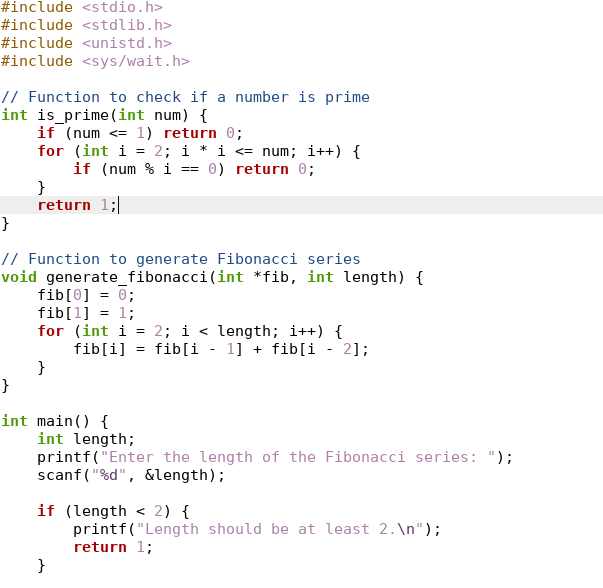 #include <stdio.h>
#include <stdlib.h>
#include <unistd.h>
#include <sys/wait.h>

// Function to check if a number is prime
int is_prime(int num) {
    if (num <= 1) return 0;
    for (int i = 2; i * i <= num; i++) {
        if (num % i == 0) return 0;
    }
    return 1;
}

// Function to generate Fibonacci series
void generate_fibonacci(int *fib, int length) {
    fib[0] = 0;
    fib[1] = 1;
    for (int i = 2; i < length; i++) {
        fib[i] = fib[i - 1] + fib[i - 2];
    }
}

int main() {
    int length;
    printf("Enter the length of the Fibonacci series: ");
    scanf("%d", &length);

    if (length < 2) {
        printf("Length should be at least 2.\n");
        return 1;
    }